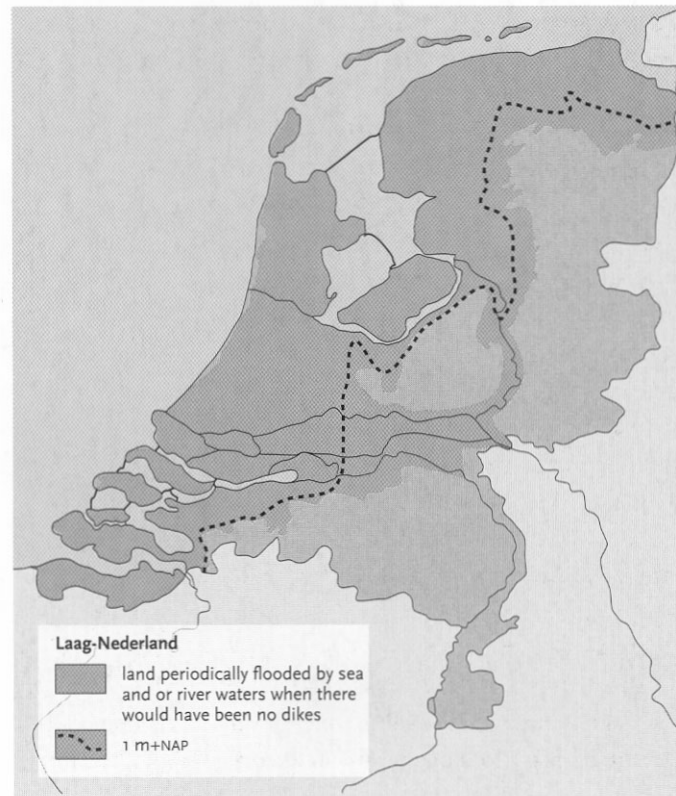 Laag-Nederland
land periodically flooded by sea
and or river waters when there
would have been no dikes
1 m+NAP